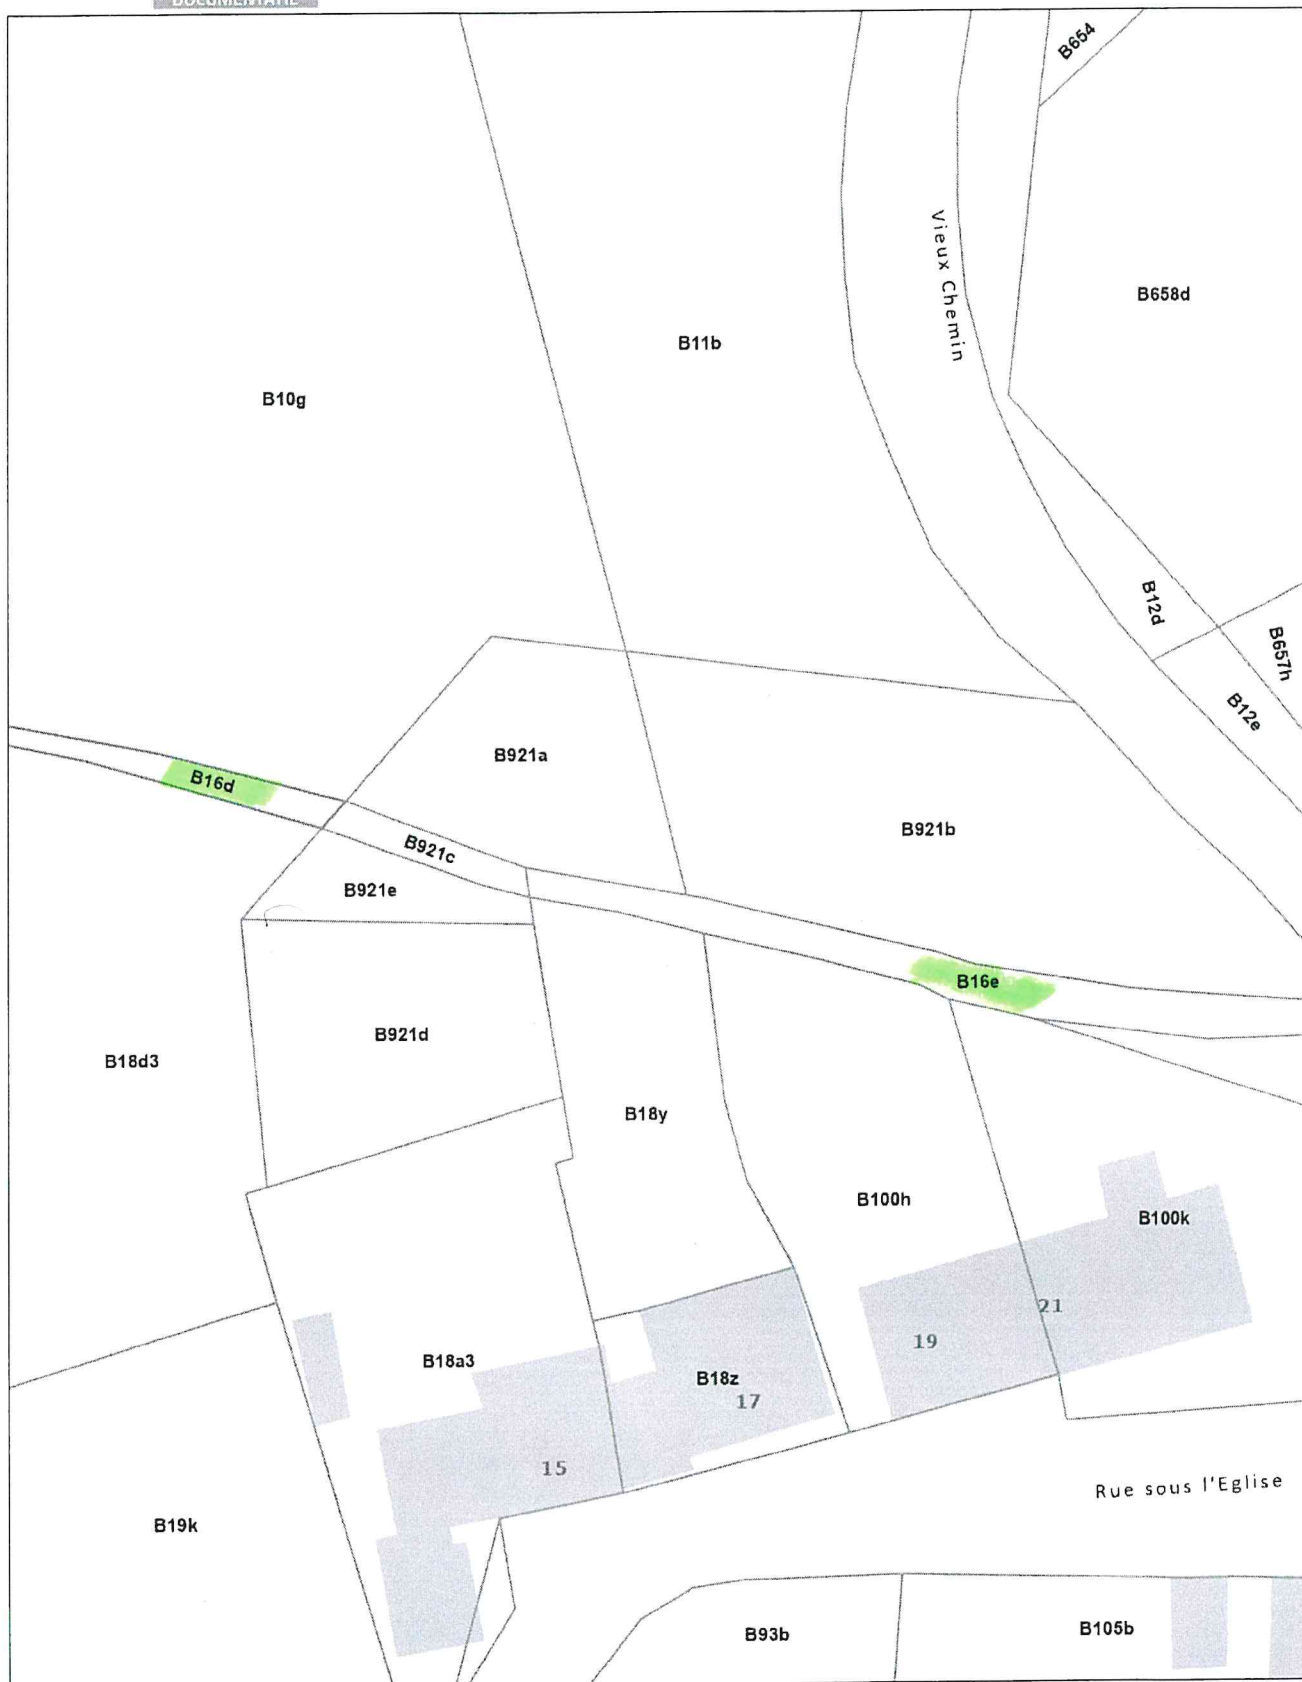 DOCUMENTATIE
B654
Vieux Chemin
B658d
B11b
B10g
B12d
B657h
B12e
B921a
B16d
B921b
B921c
B921e
B16e
B921d
B18d3
B18y
B100h
B100k
21
19
B18a3
B18z
17
15
Rue sous l'Eglise
B19k
B93b
B105b